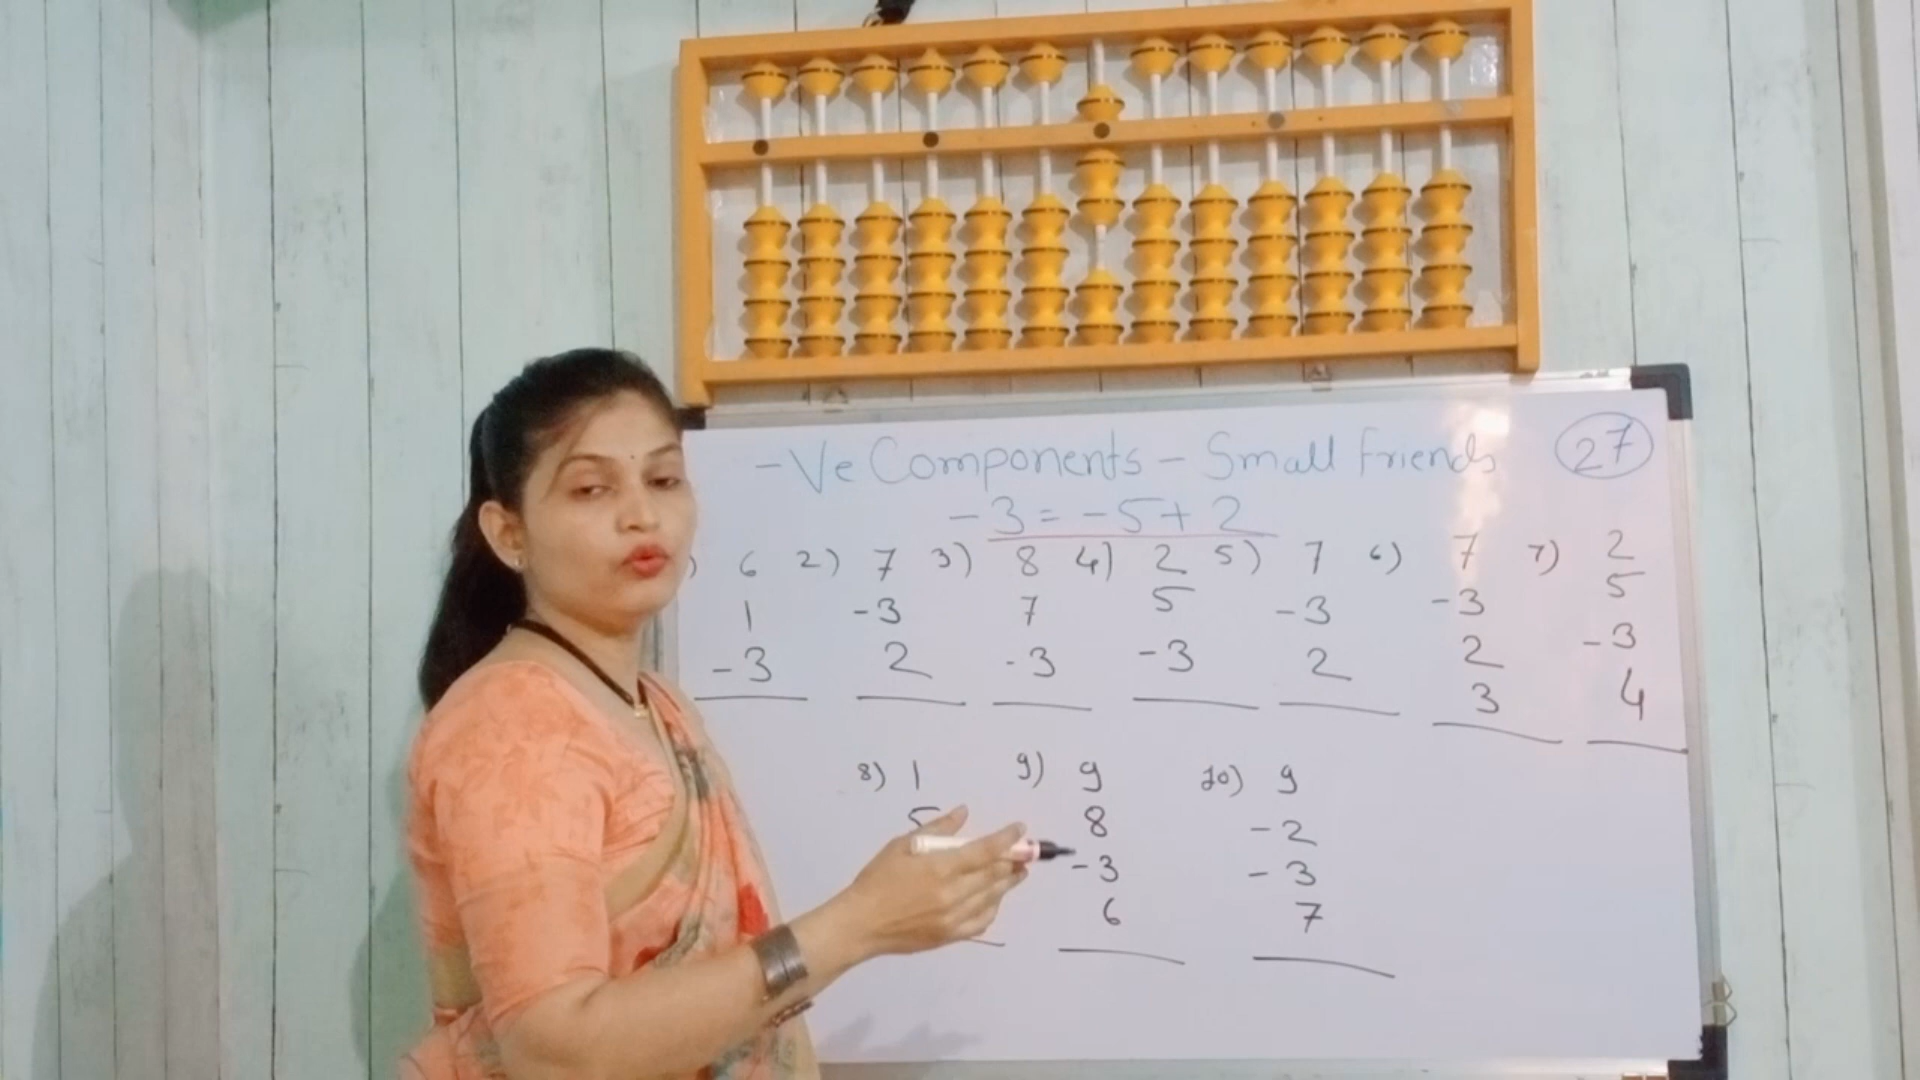 -Ve Components - Small friends 27
-3 = -5 + 2
) 6 2) 7 3) 8 4) 2 5) 7 6) 7 7) 2
1 -3 7 5 -3 -3 5
-3 2 -3 -3 2 2 -3
3 4
8) 1 9) 9 10) 9
5 8 -2
-3 -3
6 7